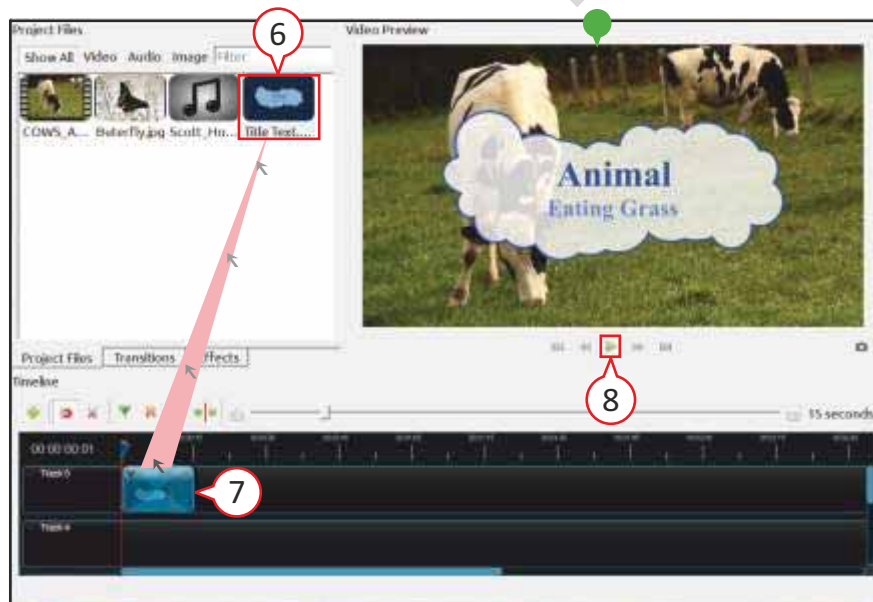 Project Files
Video Preview
6
Show All Video Audio Image Filter
COWS_A... Buterfly.jpg Scott_Hu... Title Text....
Animal
Eating Grass
Project Files Transitions Effects
8
Timeline
15 seconds
00:00:00:01
Track 5
7
Track 4